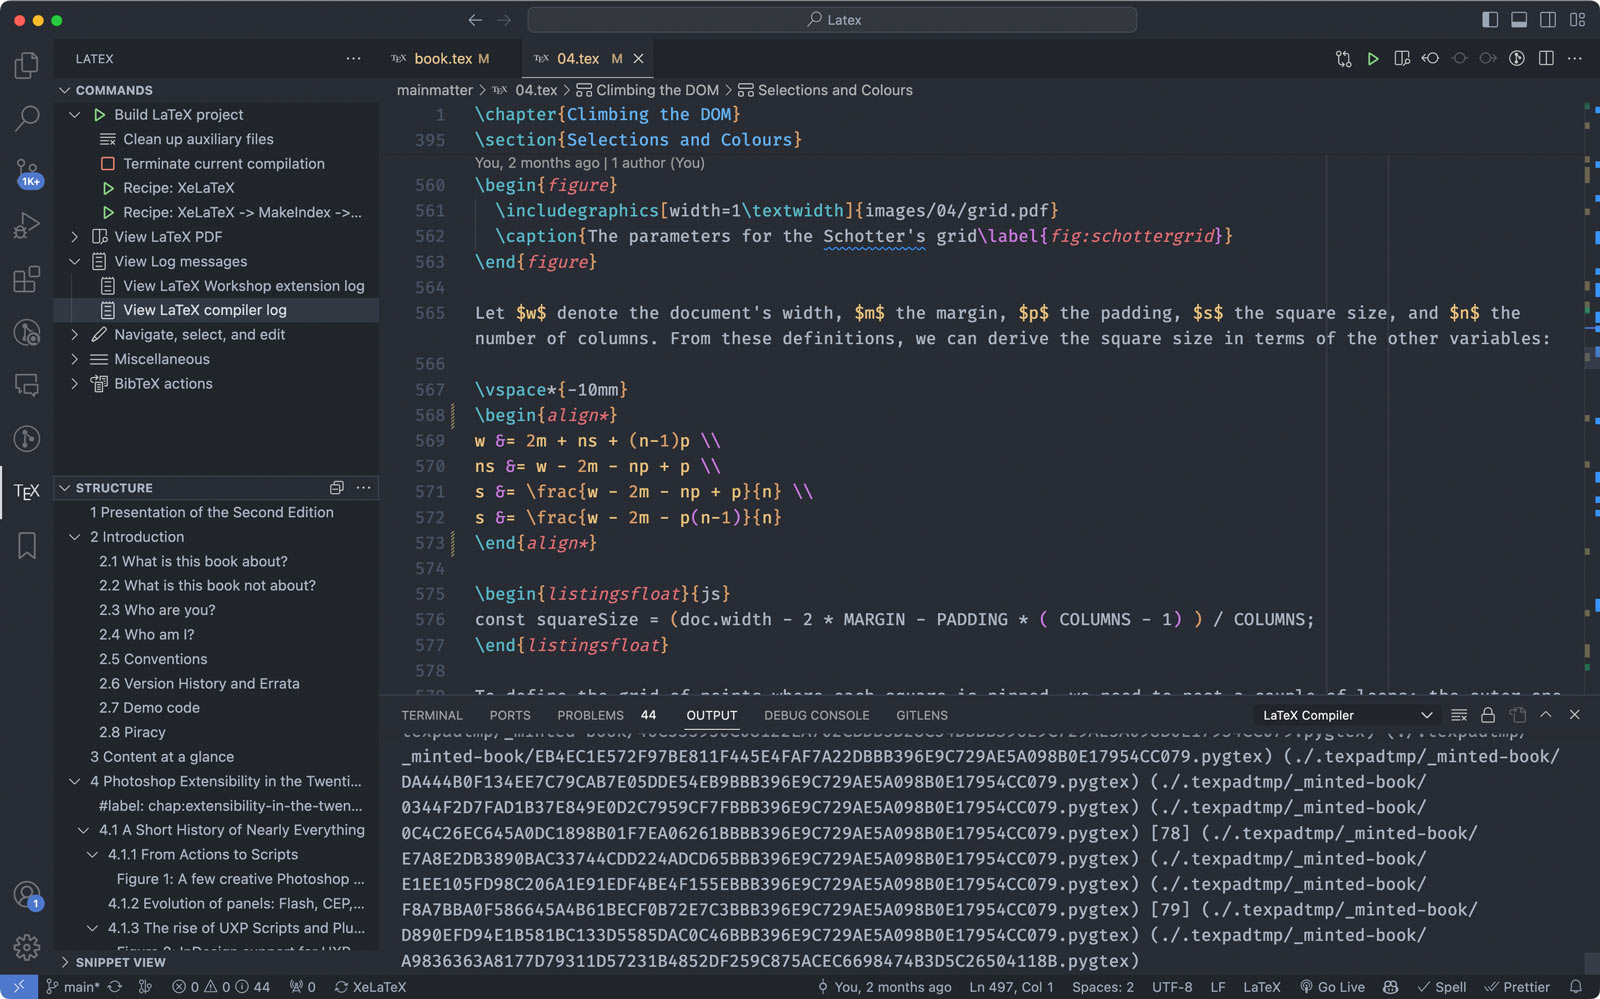 Latex
LATEX
book.tex M
04.tex M
COMMANDS
Build LaTeX project
Clean up auxiliary files
Terminate current compilation
Recipe: XeLaTeX
Recipe: XeLaTeX -> MakeIndex ->...
View LaTeX PDF
View Log messages
View LaTeX Workshop extension log
View LaTeX compiler log
Navigate, select, and edit
Miscellaneous
BibTeX actions
STRUCTURE
1 Presentation of the Second Edition
2 Introduction
2.1 What is this book about?
2.2 What is this book not about?
2.3 Who are you?
2.4 Who am I?
2.5 Conventions
2.6 Version History and Errata
2.7 Demo code
2.8 Piracy
3 Content at a glance
4 Photoshop Extensibility in the Twenti...
#label: chap:extensibility-in-the-twen...
4.1 A Short History of Nearly Everything
4.1.1 From Actions to Scripts
Figure 1: A few creative Photoshop ...
4.1.2 Evolution of panels: Flash, CEP,...
4.1.3 The rise of UXP Scripts and Plu...
SNIPPET VIEW
1K+
TEX
1
mainmatter > TEX 04.tex > Climbing the DOM > Selections and Colours
1 \chapter{Climbing the DOM}
395 \section{Selections and Colours}
You, 2 months ago | 1 author (You)
560 \begin{figure}
561 \includegraphics[width=1\textwidth]{images/04/grid.pdf}
562 \caption{The parameters for the Schotter's grid\label{fig:schottergrid}}
563 \end{figure}
564
565 Let $w$ denote the document's width, $m$ the margin, $p$ the padding, $s$ the square size, and $n$ the
number of columns. From these definitions, we can derive the square size in terms of the other variables:
566
567 \vspace*{-10mm}
568 \begin{align*}
569 w &= 2m + ns + (n-1)p \\
570 ns &= w - 2m - np + p \\
571 s &= \frac{w - 2m - np + p}{n} \\
572 s &= \frac{w - 2m - p(n-1)}{n}
573 \end{align*}
574
575 \begin{listingsfloat}{js}
576 const squareSize = (doc.width - 2 * MARGIN - PADDING * ( COLUMNS - 1) ) / COLUMNS;
577 \end{listingsfloat}
578
TERMINAL PORTS PROBLEMS 44 OUTPUT DEBUG CONSOLE GITLENS LaTeX Compiler
_minted-book/EB4EC1E572F97BE811F445E4FAF7A22DBBB396E9C729AE5A098B0E17954CC079.pygtex) (./.texpadtmp/_minted-book/
DA444B0F134EE7C79CAB7E05DDE54EB9BBB396E9C729AE5A098B0E17954CC079.pygtex) (./.texpadtmp/_minted-book/
0344F2D7FAD1B37E849E0D2C7959CF7FBBB396E9C729AE5A098B0E17954CC079.pygtex) (./.texpadtmp/_minted-book/
0C4C26EC645A0DC1898B01F7EA06261BBBB396E9C729AE5A098B0E17954CC079.pygtex) [78] (./.texpadtmp/_minted-book/
E7A8E2DB3890BAC33744CDD224ADCD65BBB396E9C729AE5A098B0E17954CC079.pygtex) (./.texpadtmp/_minted-book/
E1EE105FD98C206A1E91EDF4BE4F155EBBB396E9C729AE5A098B0E17954CC079.pygtex) (./.texpadtmp/_minted-book/
F8A7BBA0F586645A4B61BECF0B72E7C3BBB396E9C729AE5A098B0E17954CC079.pygtex) [79] (./.texpadtmp/_minted-book/
D890EFD94E1B581BC133D5585DAC0C46BBB396E9C729AE5A098B0E17954CC079.pygtex) (./.texpadtmp/_minted-book/
A9836363A8177D79311D57231B4852DF259C875ACEC6698474B3D5C26504118B.pygtex)
main* 0 0 44 0 XeLaTeX You, 2 months ago Ln 497, Col 1 Spaces: 2 UTF-8 LF LaTeX Go Live Spell Prettier